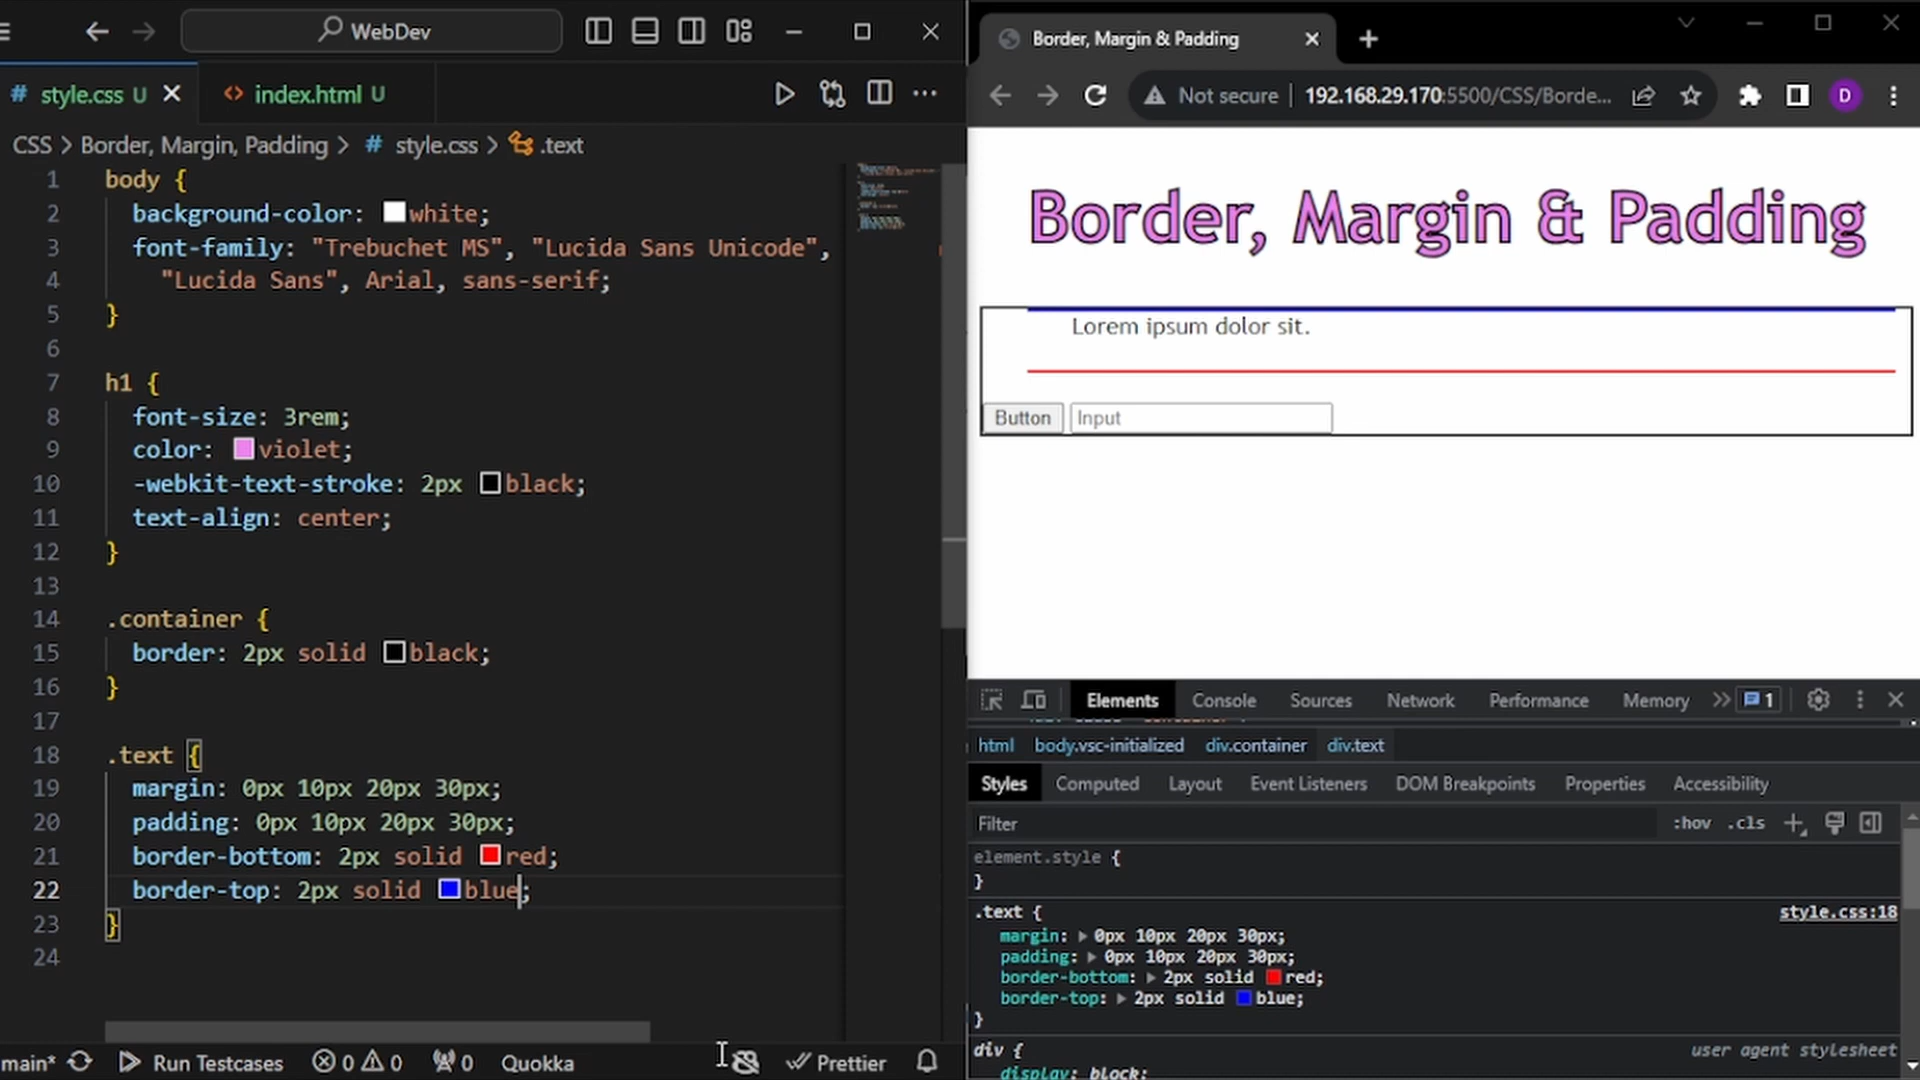 WebDev
# style.css U
<> index.html U
CSS > Border, Margin, Padding > # style.css > .text
1 body {
2 background-color: white;
3 font-family: "Trebuchet MS", "Lucida Sans Unicode",
4 "Lucida Sans", Arial, sans-serif;
5 }
6
7 h1 {
8 font-size: 3rem;
9 color: violet;
10 -webkit-text-stroke: 2px black;
11 text-align: center;
12 }
13
14 .container {
15 border: 2px solid black;
16 }
17
18 .text {
19 margin: 0px 10px 20px 30px;
20 padding: 0px 10px 20px 30px;
21 border-bottom: 2px solid red;
22 border-top: 2px solid blue;
23 }
24
main* Run Testcases 0 0 0 Quokka Prettier
Border, Margin & Padding
Not secure 192.168.29.170:5500/CSS/Borde... D
Border, Margin & Padding
Lorem ipsum dolor sit.
Button Input
Elements Console Sources Network Performance Memory >> 1
html body.vsc-initialized div.container div.text
Styles Computed Layout Event Listeners DOM Breakpoints Properties Accessibility
Filter :hov .cls +
element.style {
}
.text { style.css:18
margin: 0px 10px 20px 30px;
padding: 0px 10px 20px 30px;
border-bottom: 2px solid red;
border-top: 2px solid blue;
}
div { user agent stylesheet
display: block;